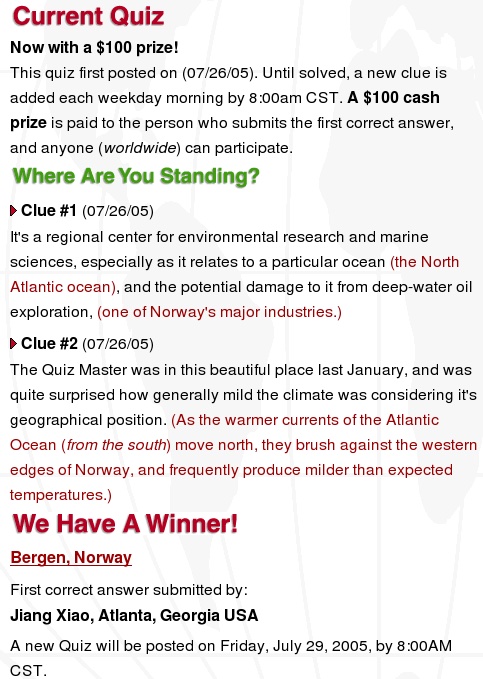 Current Quiz
Now with a $100 prize!
This quiz first posted on (07/26/05). Until solved, a new clue is
added each weekday morning by 8:00am CST. A $100 cash
prize is paid to the person who submits the first correct answer,
and anyone (worldwide) can participate.
Where Are You Standing?
Clue #1 (07/26/05)
It's a regional center for environmental research and marine
sciences, especially as it relates to a particular ocean (the North
Atlantic ocean), and the potential damage to it from deep-water oil
exploration, (one of Norway's major industries.)
Clue #2 (07/26/05)
The Quiz Master was in this beautiful place last January, and was
quite surprised how generally mild the climate was considering it's
geographical position. (As the warmer currents of the Atlantic
Ocean (from the south) move north, they brush against the western
edges of Norway, and frequently produce milder than expected
temperatures.)
We Have A Winner!
Bergen, Norway
First correct answer submitted by:
Jiang Xiao, Atlanta, Georgia USA
A new Quiz will be posted on Friday, July 29, 2005, by 8:00AM
CST.